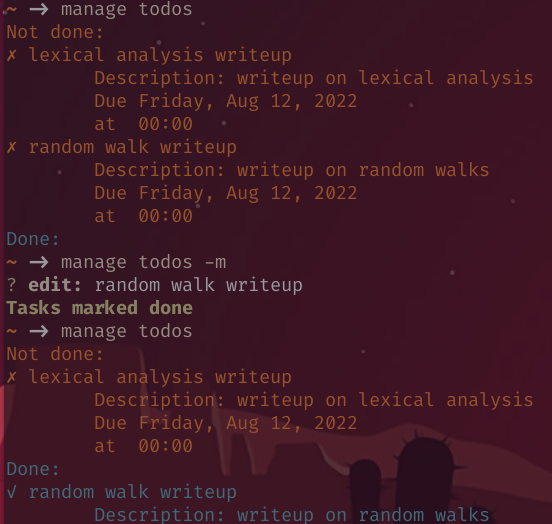 ~ → manage todos
Not done:
✗ lexical analysis writeup
Description: writeup on lexical analysis
Due Friday, Aug 12, 2022
at  00:00
✗ random walk writeup
Description: writeup on random walks
Due Friday, Aug 12, 2022
at  00:00
Done:
~ → manage todos -m
? edit: random walk writeup
Tasks marked done
~ → manage todos
Not done:
✗ lexical analysis writeup
Description: writeup on lexical analysis
Due Friday, Aug 12, 2022
at  00:00
Done:
√ random walk writeup
Description: writeup on random walks